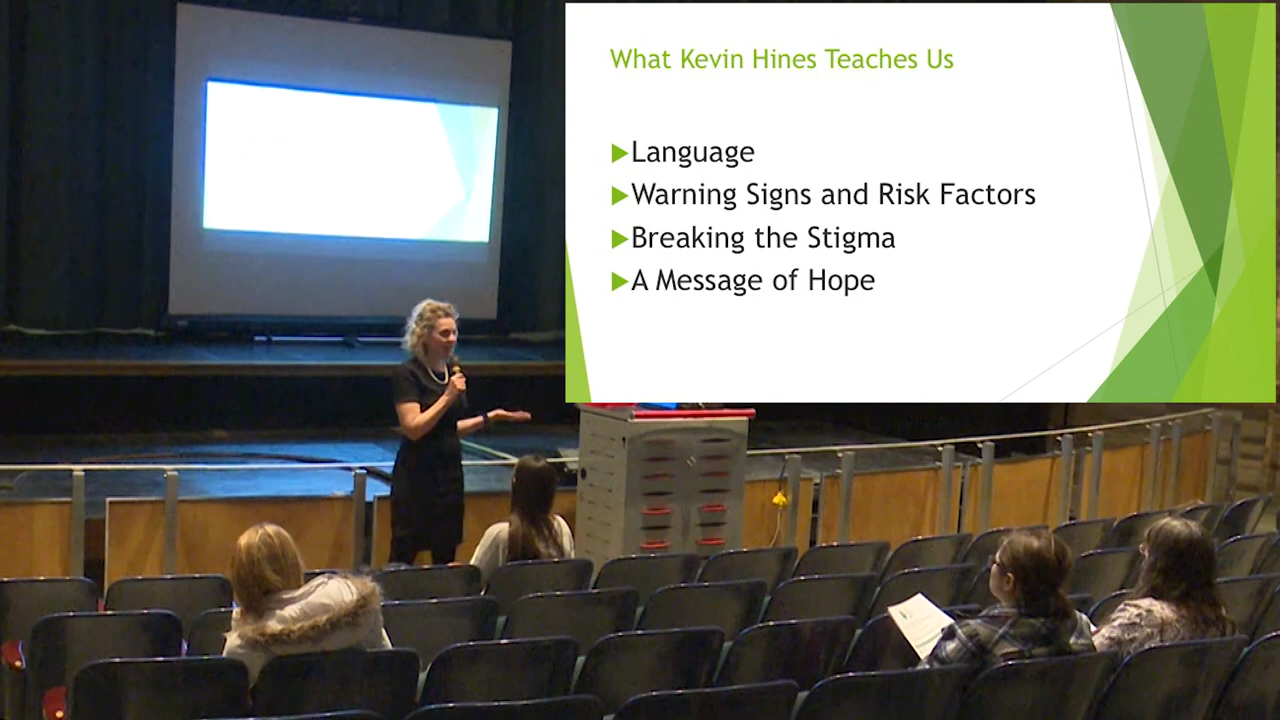 What Kevin Hines Teaches Us
Language
Warning Signs and Risk Factors
Breaking the Stigma
A Message of Hope